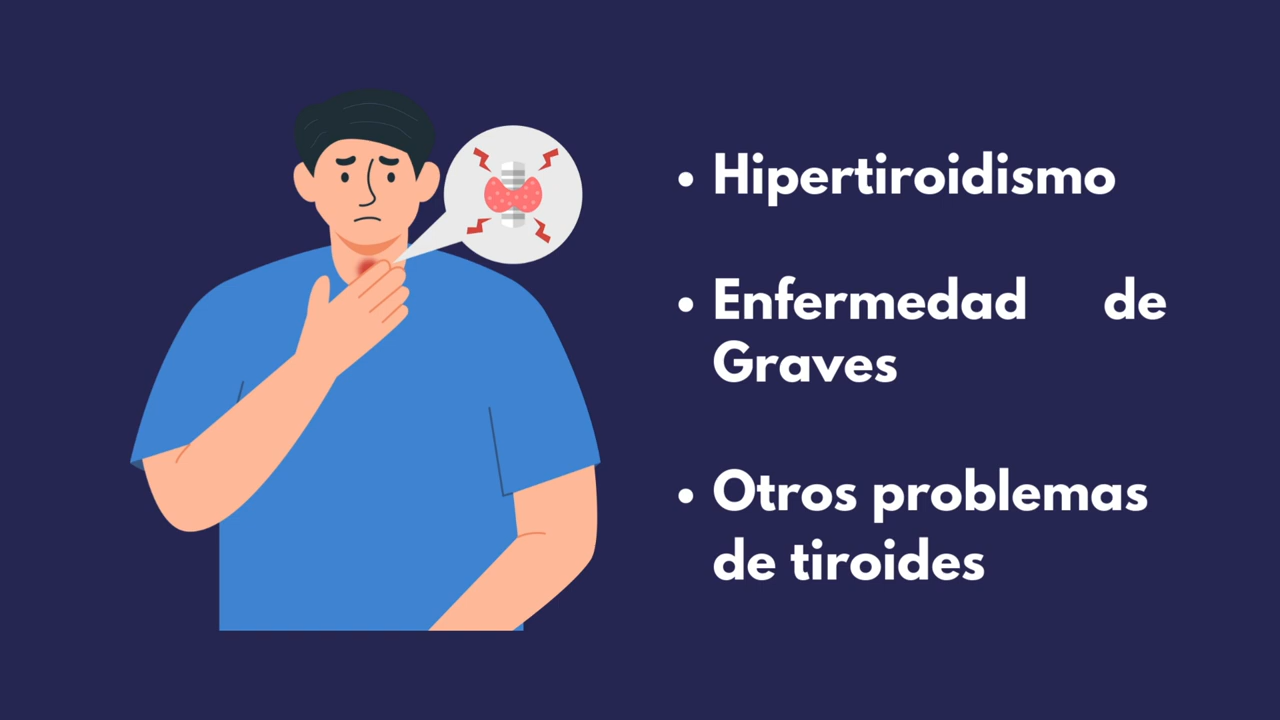 • Hipertiroidismo
• Enfermedad de
Graves
• Otros problemas
de tiroides